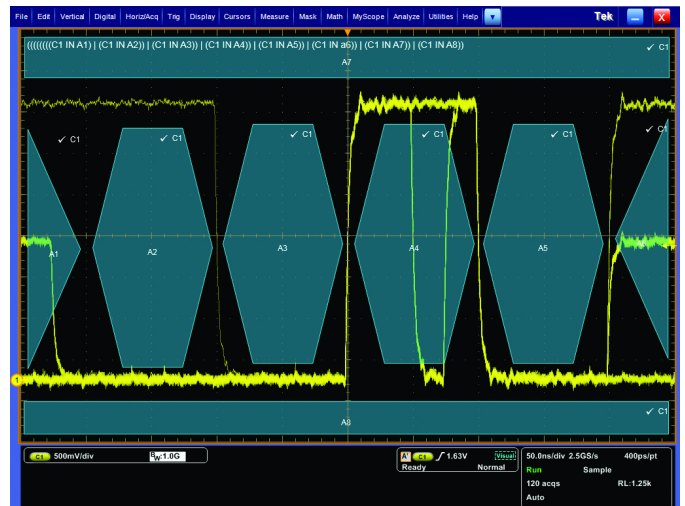 File Edit Vertical Digital Horiz/Acq Trig Display Cursors Measure Mask Math MyScope Analyze Utilities Help Tek X
((((((((C1 IN A1) | (C1 IN A2)) | (C1 IN A3)) | (C1 IN A4)) | (C1 IN A5)) | (C1 IN a6)) | (C1 IN A7)) | (C1 IN A8)) C1
A7
C1 C1 C1 C1 C1 C1
A1 A2 A3 A4 A5
1
C1
A8
C1 500mV/div BW:1.0G A' C1 1.63V Visual 50.0ns/div 2.5GS/s 400ps/pt
Ready Normal Run Sample
120 acqs RL:1.25k
Auto